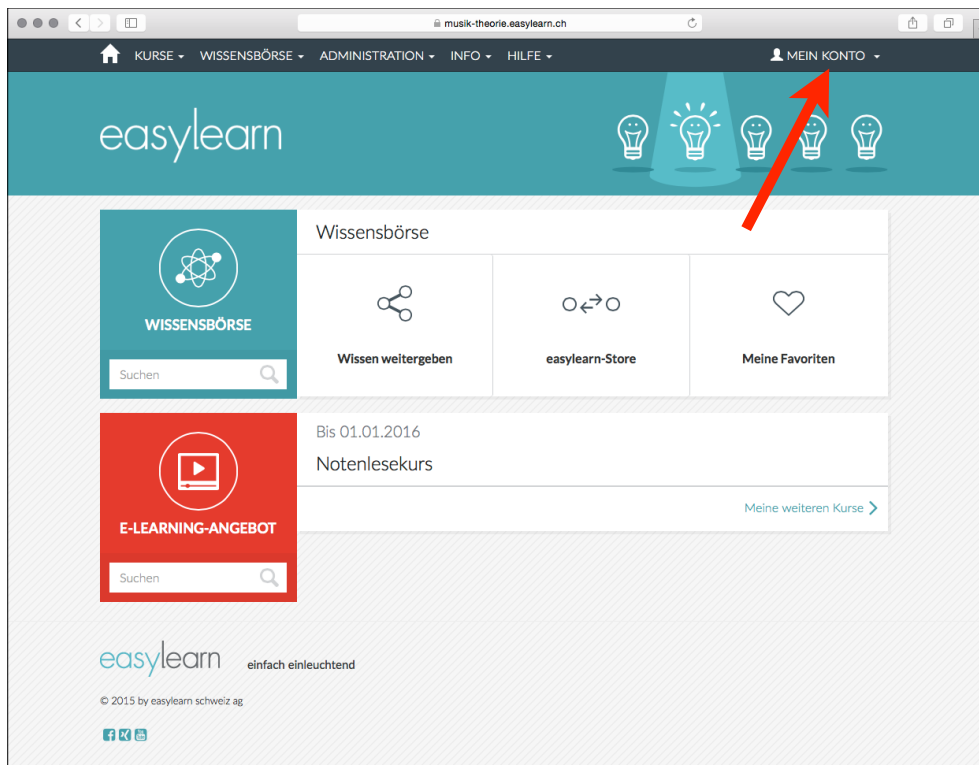 musik-theorie.easylearn.ch
KURSE WISSENSBÖRSE ADMINISTRATION INFO HILFE MEIN KONTO
easylearn
WISSENSBÖRSE
Suchen
Wissensbörse
Wissen weitergeben
easylearn-Store
Meine Favoriten
E-LEARNING-ANGEBOT
Suchen
Bis 01.01.2016
Notenlesekurs
Meine weiteren Kurse
easylearn einfach einleuchtend
© 2015 by easylearn schweiz ag